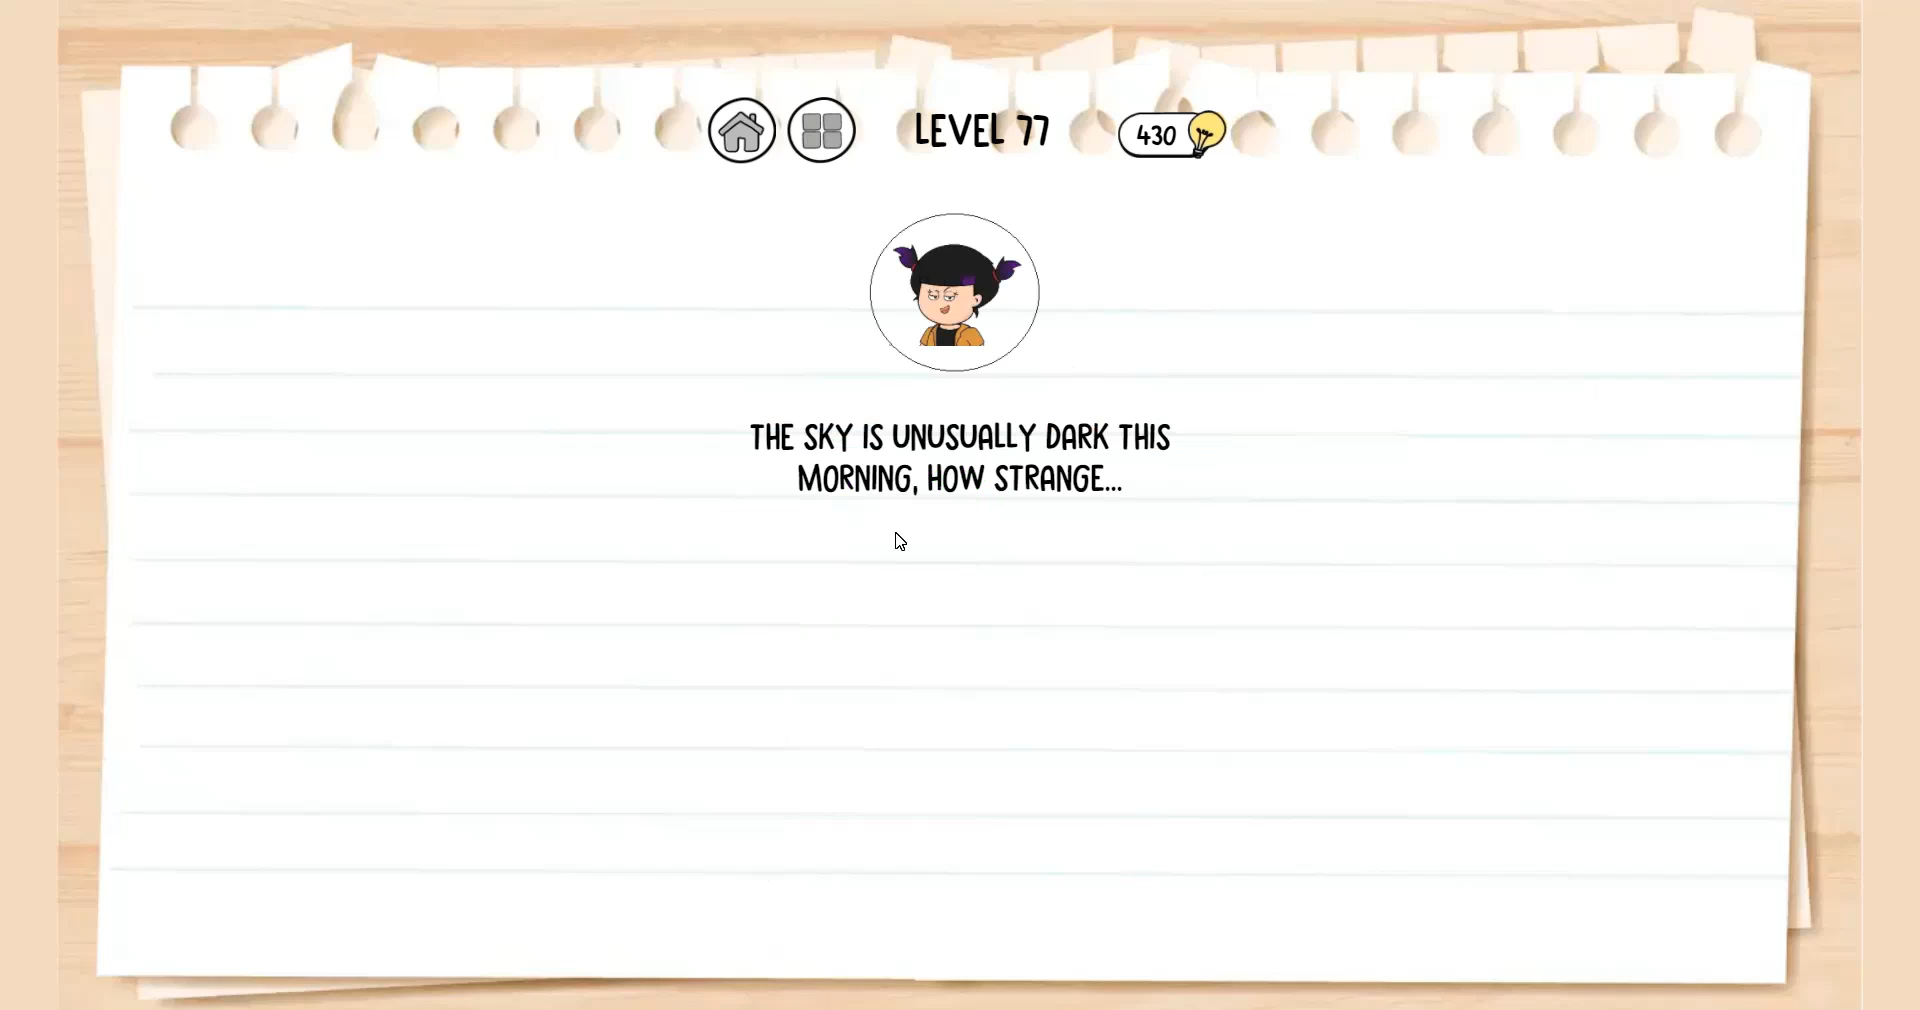 LEVEL 77
430
THE SKY IS UNUSUALLY DARK THIS
MORNING, HOW STRANGE...